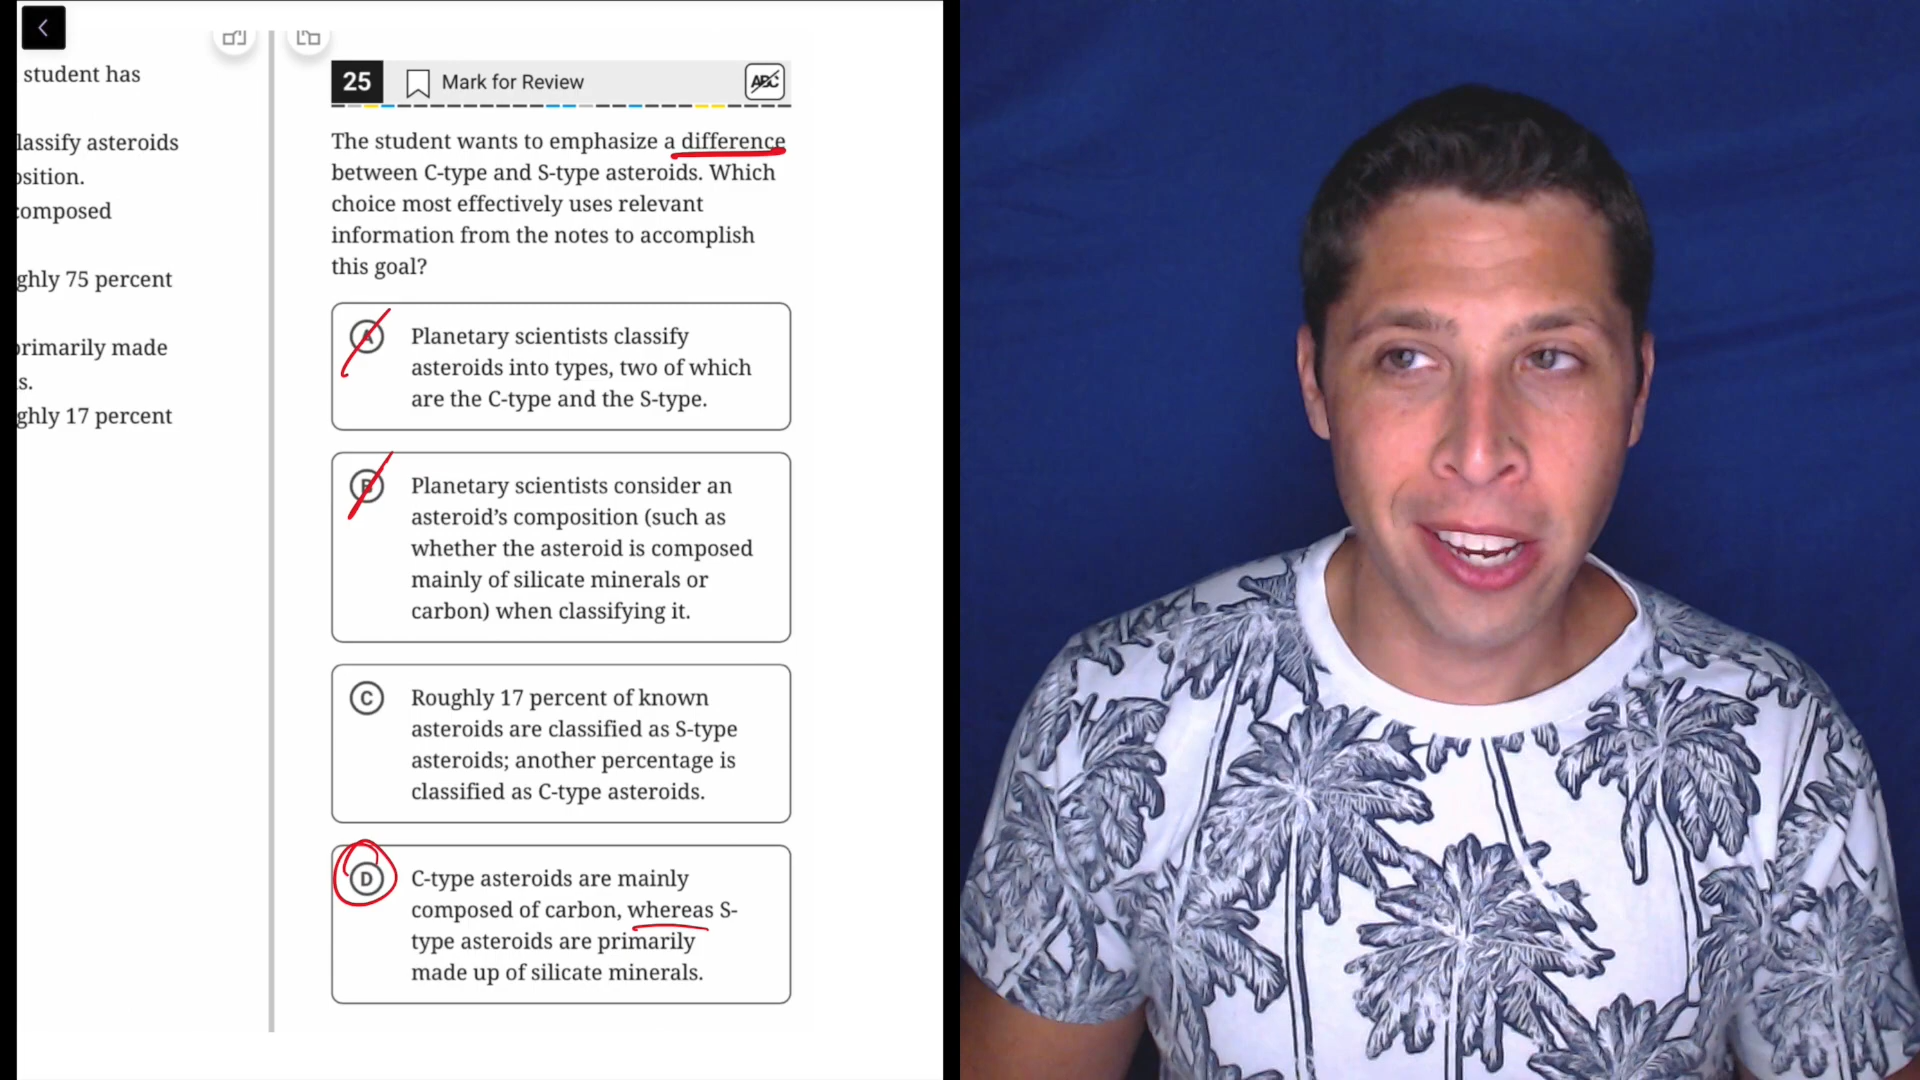 student has
lassify asteroids
osition.
composed
ghly 75 percent
primarily made
s.
ghly 17 percent
25 Mark for Review ABC
The student wants to emphasize a difference
between C-type and S-type asteroids. Which
choice most effectively uses relevant
information from the notes to accomplish
this goal?
A Planetary scientists classify
asteroids into types, two of which
are the C-type and the S-type.
B Planetary scientists consider an
asteroid’s composition (such as
whether the asteroid is composed
mainly of silicate minerals or
carbon) when classifying it.
C Roughly 17 percent of known
asteroids are classified as S-type
asteroids; another percentage is
classified as C-type asteroids.
D C-type asteroids are mainly
composed of carbon, whereas S-
type asteroids are primarily
made up of silicate minerals.